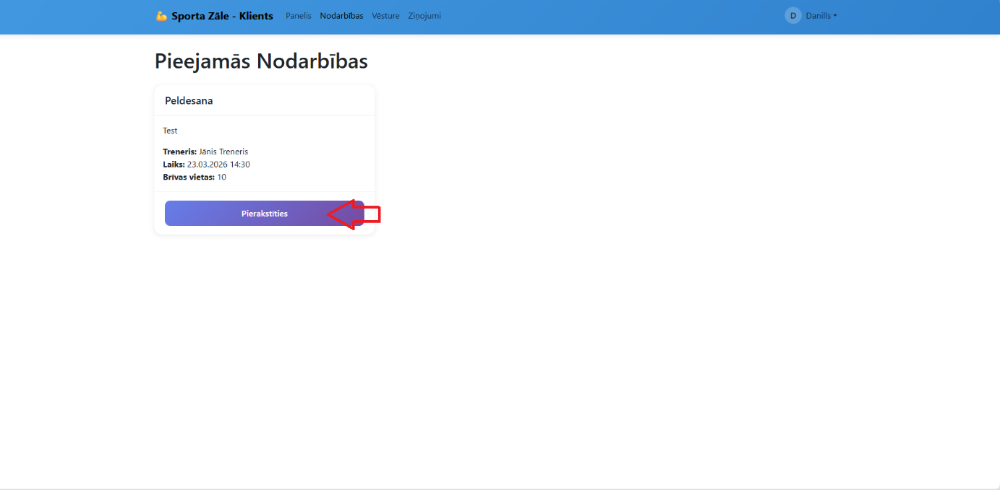 💪 Sporta Zāle - Klients Panelis Nodarbības Vēsture Ziņojumi D Danills
Pieejamās Nodarbības
Peldesana
Test
Treneris: Jānis Treneris
Laiks: 23.03.2026 14:30
Brīvas vietas: 10
Pierakstīties